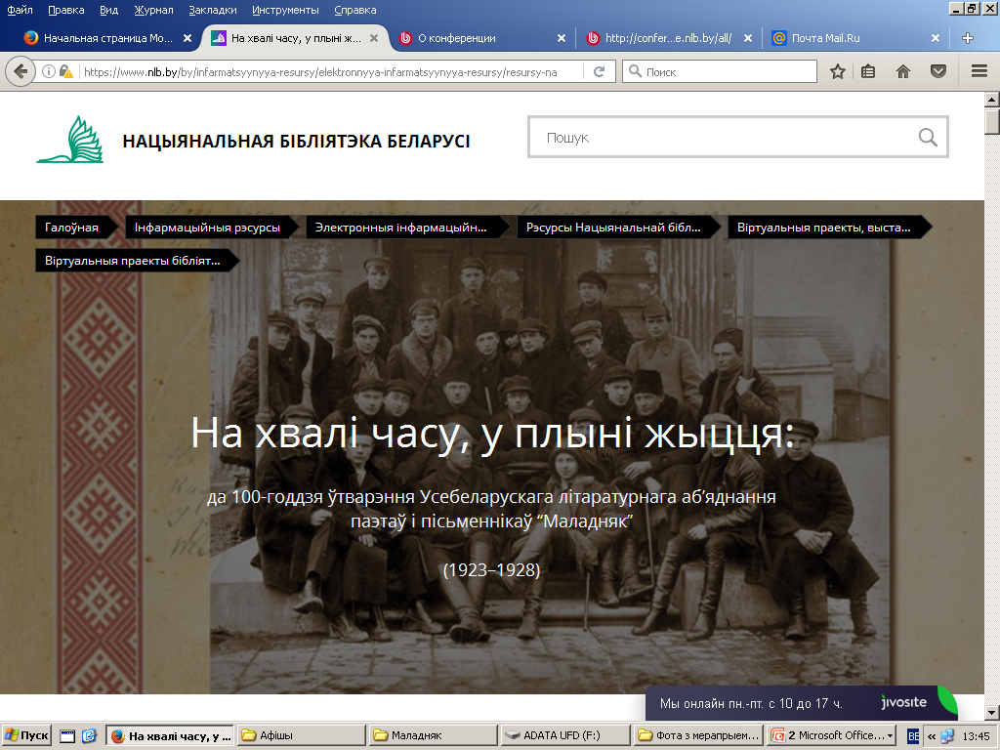 Файл Правка Вид Журнал Закладки Инструменты Справка
Начальная страница Mo... На хвалі часу, у плыні ж... О конференции http://confer...e.nlb.by/all/ Почта Mail.Ru
https://www.nlb.by/by/infarmatsyynyya-resursy/elektronnyya-infarmatsyynyya-resursy/resursy-na Поиск
НАЦЫЯНАЛЬНАЯ БІБЛІЯТЭКА БЕЛАРУСІ Пошук
Галоўная Інфармацыйныя рэсурсы Электронныя інфармацыйн... Рэсурсы Нацыянальнай бібл... Віртуальныя праекты, выста...
Віртуальныя праекты бібліят...
На хвалі часу, у плыні жыцця:
да 100-годдзя ўтварэння Усебеларускага літаратурнага аб’яднання
паэтаў і пісьменнікаў “Маладняк”
(1923–1928)
Мы онлайн пн.-пт. с 10 до 17 ч. jivosite
Пуск На хвалі часу, у ... Афішы Маладняк ADATA UFD (F:) Фота з мерапрыем... 2 Microsoft Office... BE « 13:45